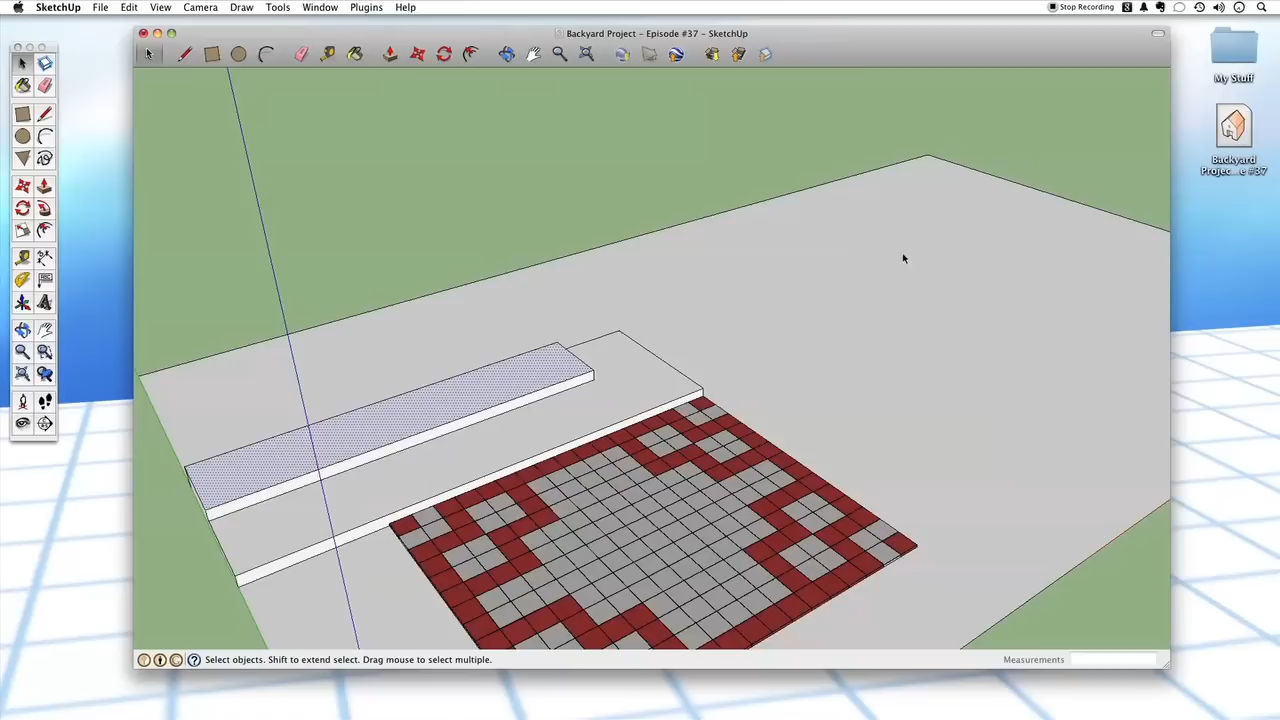 SketchUp File Edit View Camera Draw Tools Window Plugins Help
Stop Recording
Backyard Project - Episode #37 - SketchUp
My Stuff
Backyard
Projec...e #37
Select objects. Shift to extend select. Drag mouse to select multiple.
Measurements